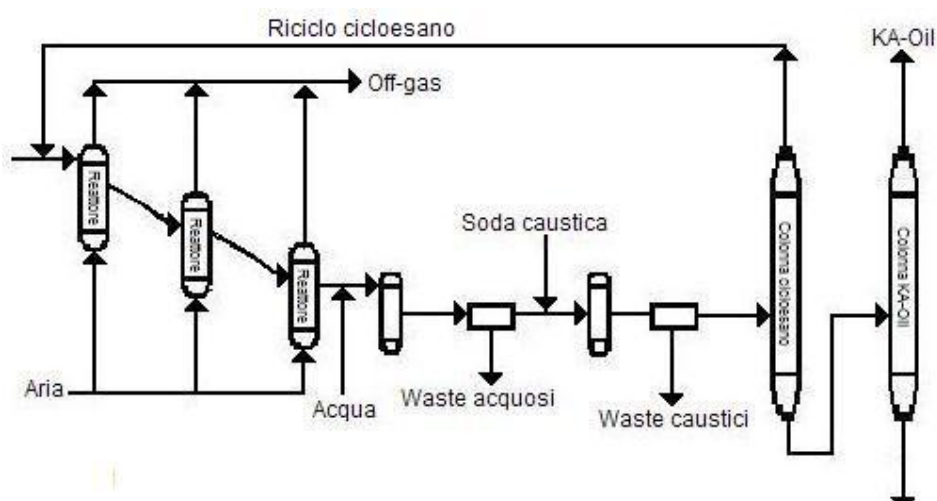 Riciclo cicloesano
KA-Oil
Off-gas
Reattore
Reattore
Reattore
Soda caustica
Colonna cicloesano
Colonna KA-Oil
Aria
Acqua
Waste acquosi
Waste caustici